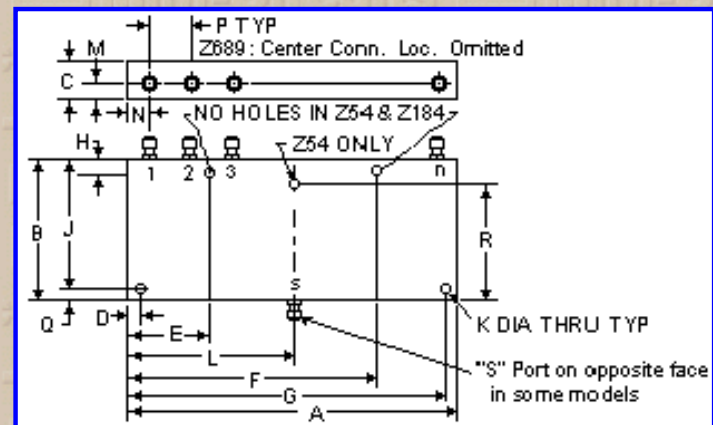 P TYP
Z689: Center Conn. Loc. Omitted
M
C
N
NO HOLES IN Z54 & Z184
H
Z54 ONLY
1 2 3 n
B
J
R
S
Q
D
E
K DIA THRU TYP
L
"S" Port on opposite face
F
in some models
G
A